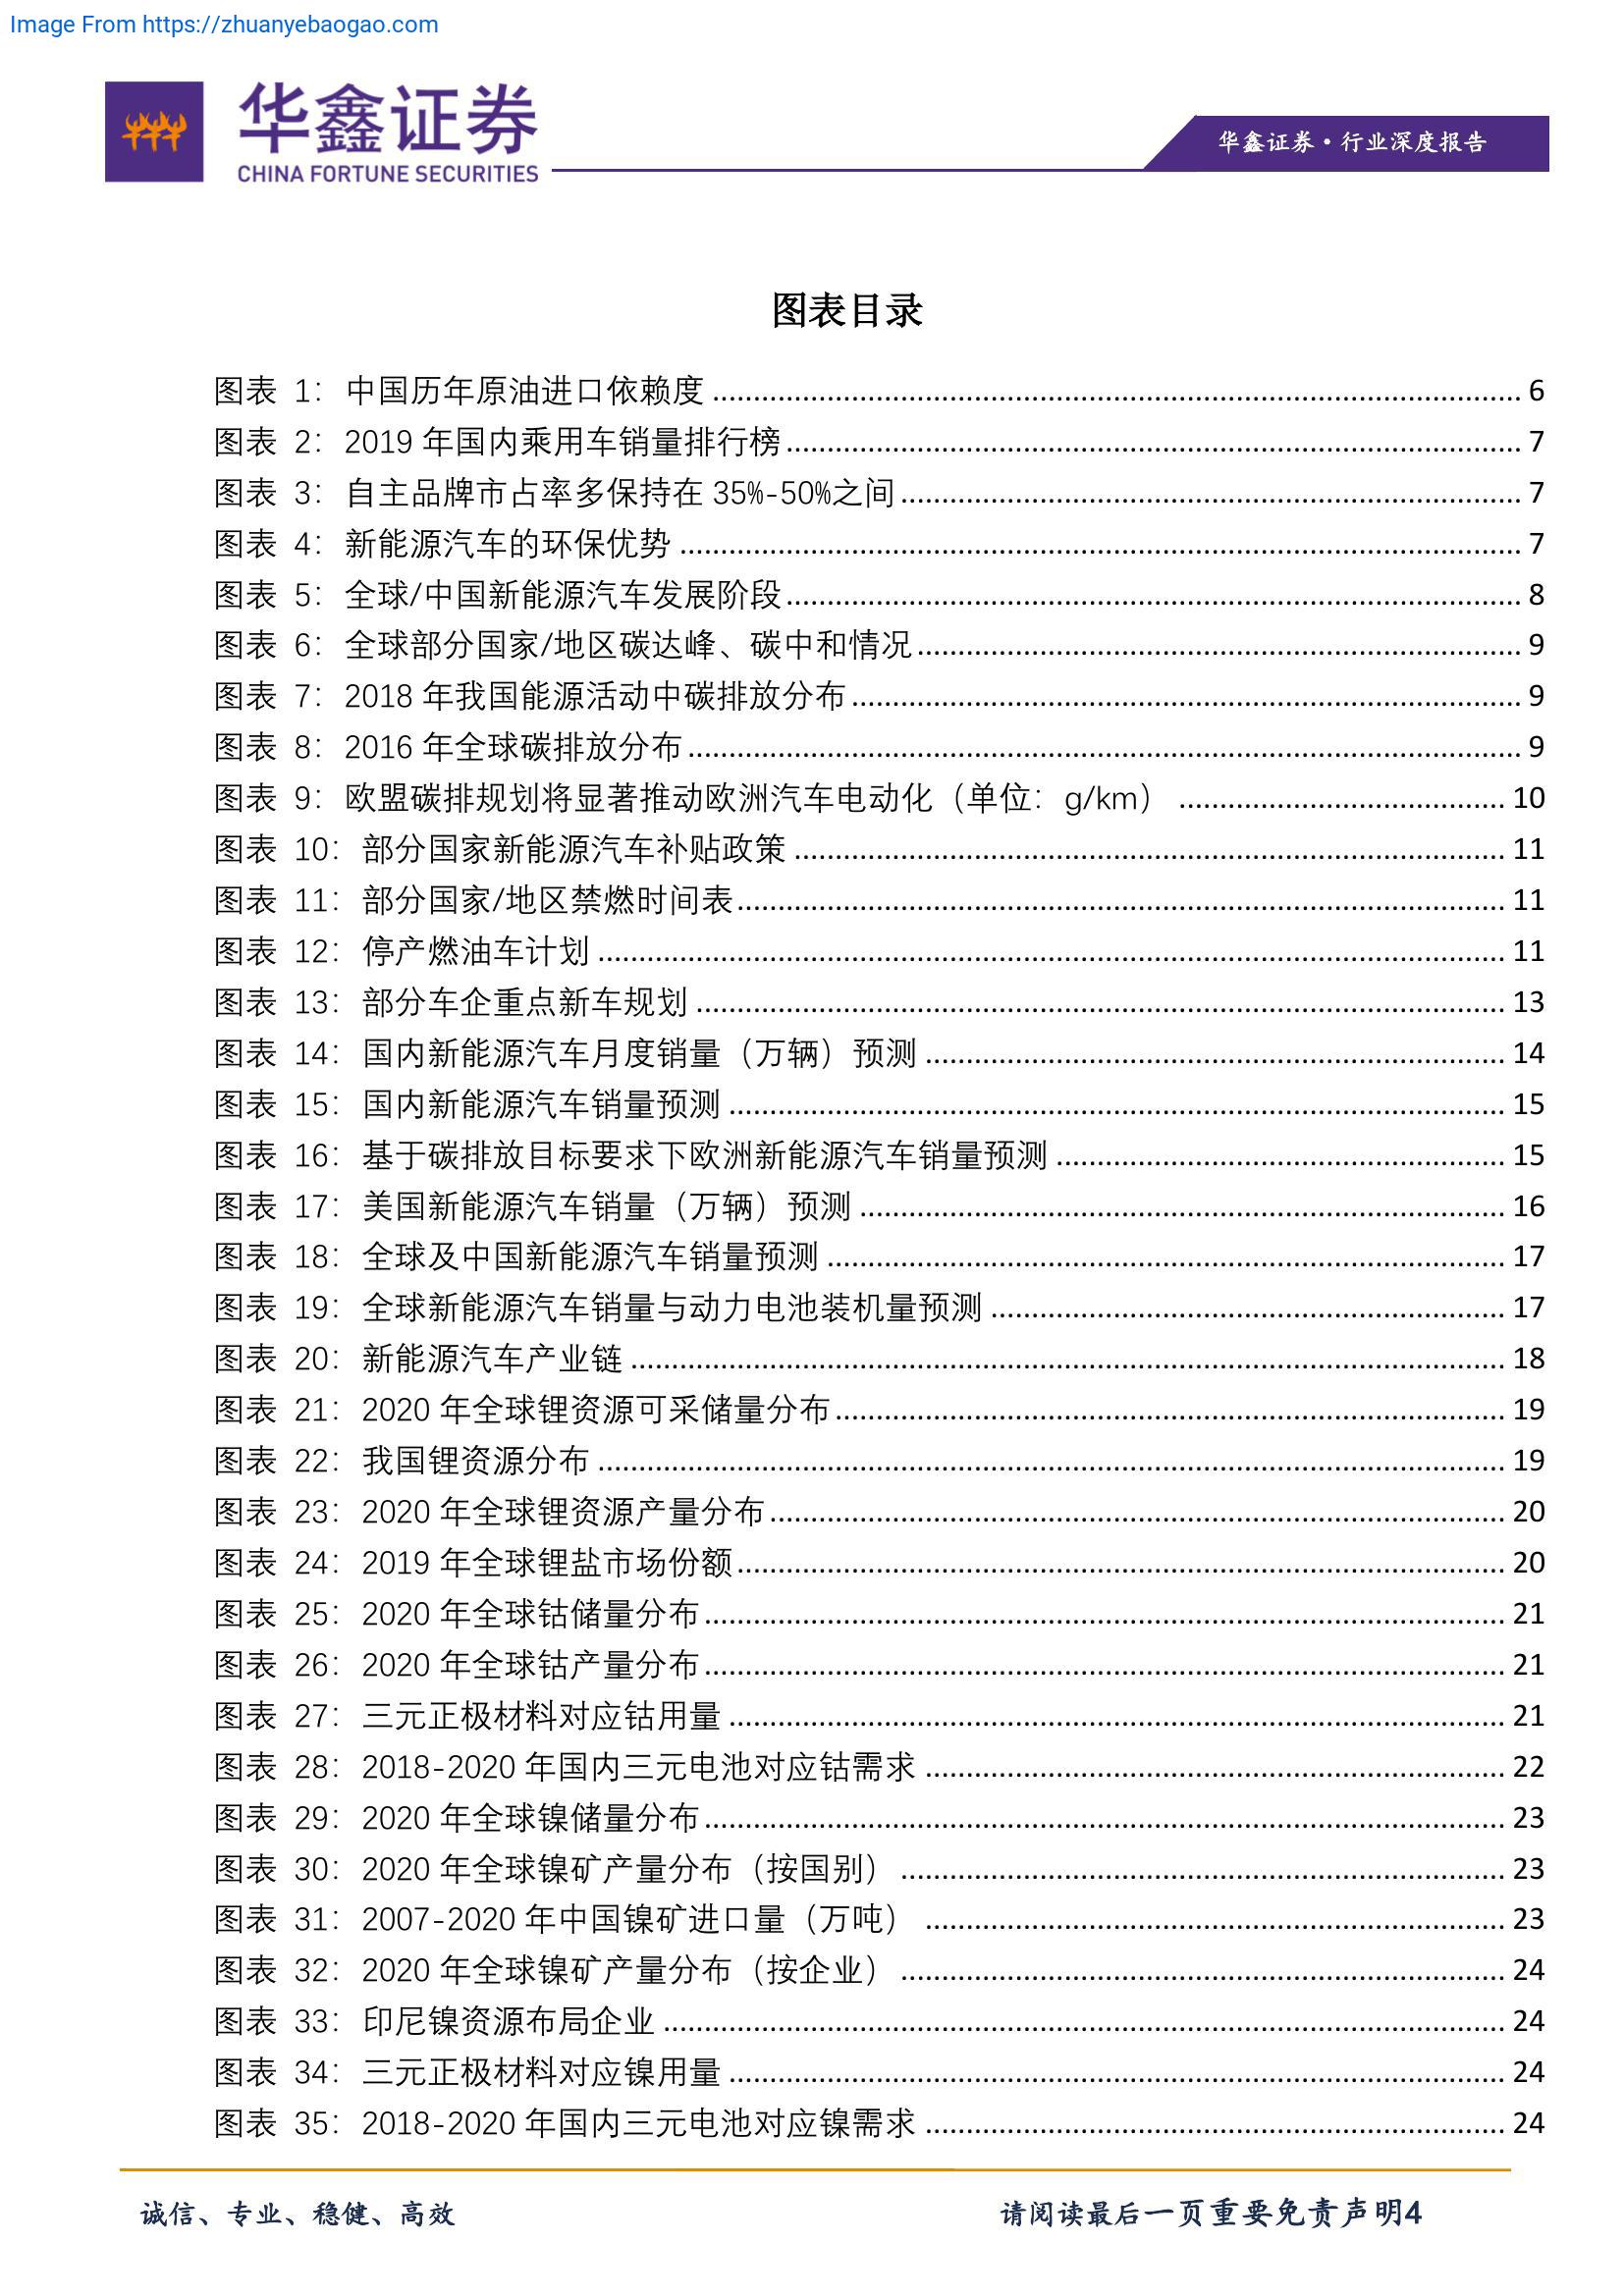 Image From https://zhuanyebaogao.com
华鑫证券
CHINA FORTUNE SECURITIES
华鑫证券·行业深度报告
图表目录
图表 1：中国历年原油进口依赖度 6
图表 2：2019 年国内乘用车销量排行榜 7
图表 3：自主品牌市占率多保持在 35%-50%之间 7
图表 4：新能源汽车的环保优势 7
图表 5：全球/中国新能源汽车发展阶段 8
图表 6：全球部分国家/地区碳达峰、碳中和情况 9
图表 7：2018 年我国能源活动中碳排放分布 9
图表 8：2016 年全球碳排放分布 9
图表 9：欧盟碳排规划将显著推动欧洲汽车电动化（单位：g/km） 10
图表 10：部分国家新能源汽车补贴政策 11
图表 11：部分国家/地区禁燃时间表 11
图表 12：停产燃油车计划 11
图表 13：部分车企重点新车规划 13
图表 14：国内新能源汽车月度销量（万辆）预测 14
图表 15：国内新能源汽车销量预测 15
图表 16：基于碳排放目标要求下欧洲新能源汽车销量预测 15
图表 17：美国新能源汽车销量（万辆）预测 16
图表 18：全球及中国新能源汽车销量预测 17
图表 19：全球新能源汽车销量与动力电池装机量预测 17
图表 20：新能源汽车产业链 18
图表 21：2020 年全球锂资源可采储量分布 19
图表 22：我国锂资源分布 19
图表 23：2020 年全球锂资源产量分布 20
图表 24：2019 年全球锂盐市场份额 20
图表 25：2020 年全球钴储量分布 21
图表 26：2020 年全球钴产量分布 21
图表 27：三元正极材料对应钴用量 21
图表 28：2018-2020 年国内三元电池对应钴需求 22
图表 29：2020 年全球镍储量分布 23
图表 30：2020 年全球镍矿产量分布（按国别） 23
图表 31：2007-2020 年中国镍矿进口量（万吨） 23
图表 32：2020 年全球镍矿产量分布（按企业） 24
图表 33：印尼镍资源布局企业 24
图表 34：三元正极材料对应镍用量 24
图表 35：2018-2020 年国内三元电池对应镍需求 24
诚信、专业、稳健、高效
请阅读最后一页重要免责声明4